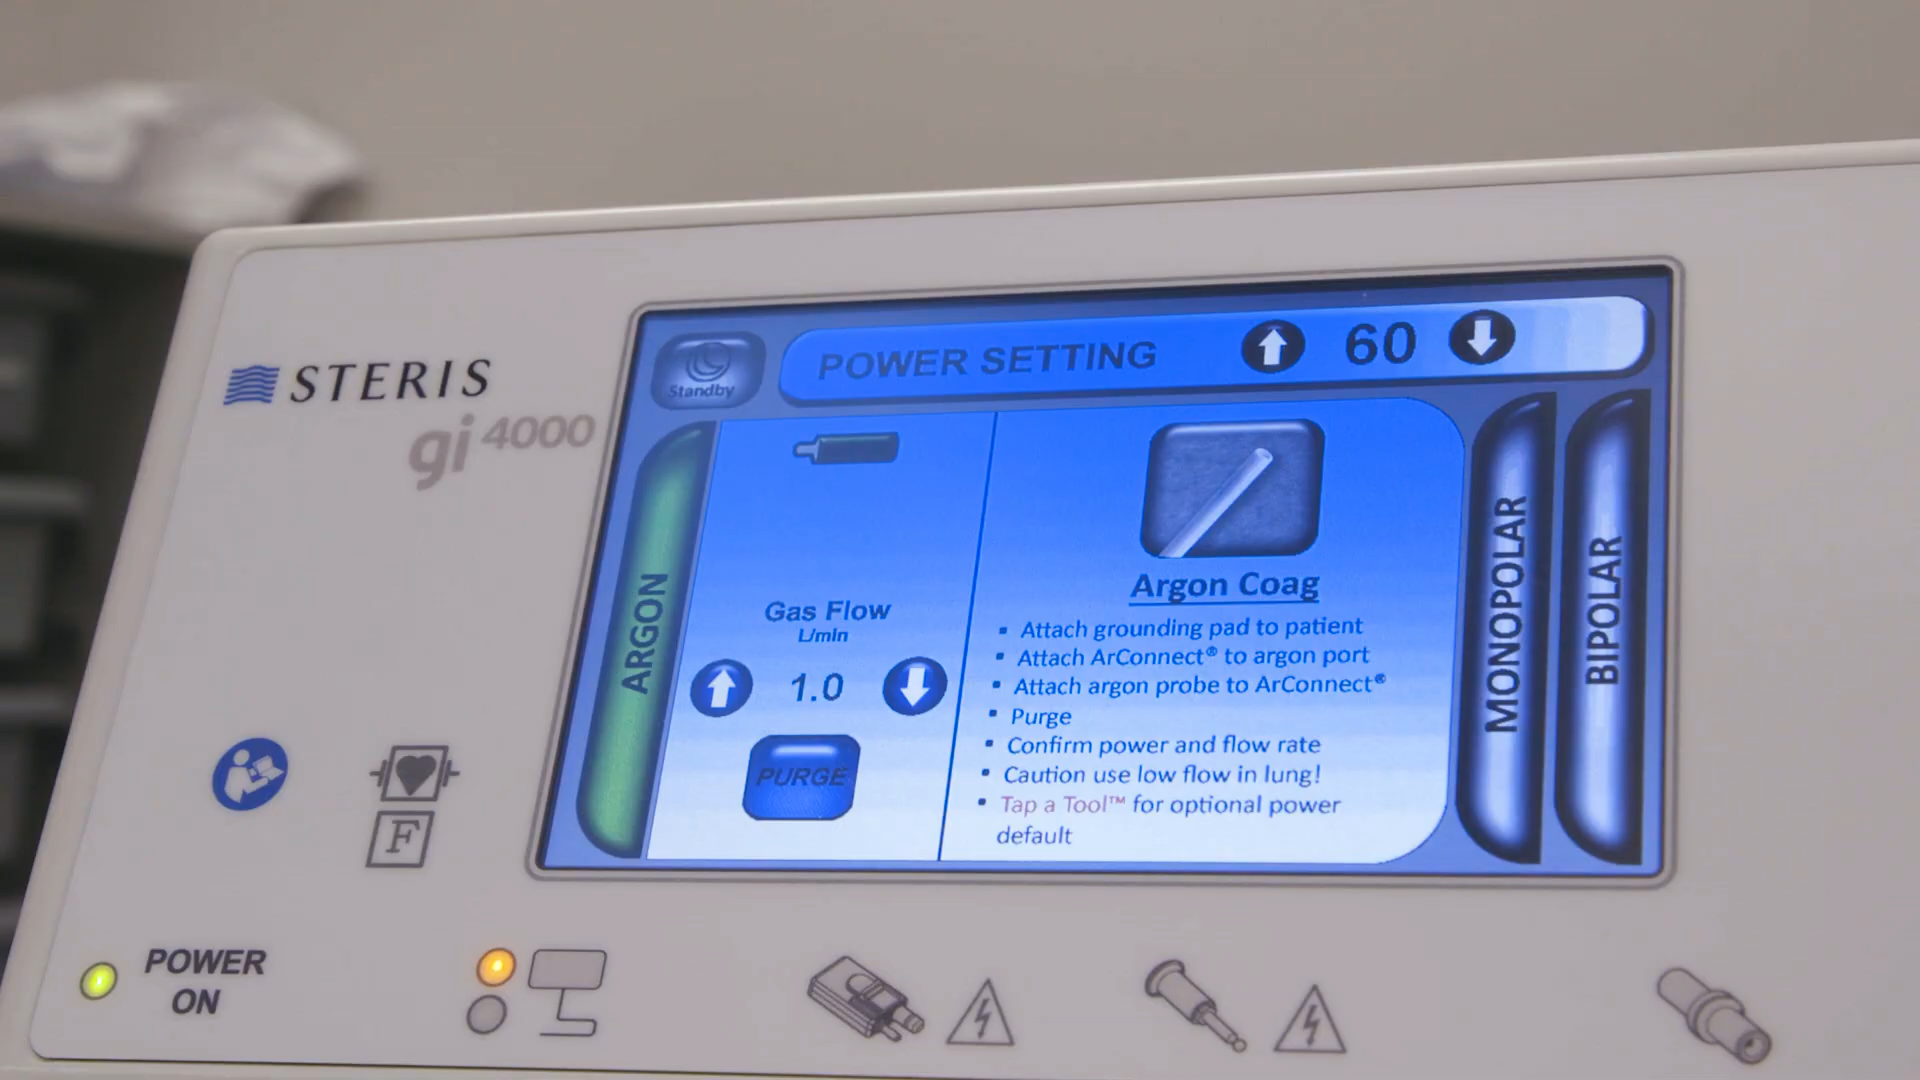 STERIS
gi 4000
Standby
POWER SETTING
60
ARGON
Gas Flow
L/min
1.0
PURGE
Argon Coag
▪ Attach grounding pad to patient
▪ Attach ArConnect® to argon port
▪ Attach argon probe to ArConnect®
▪ Purge
▪ Confirm power and flow rate
▪ Caution use low flow in lung!
▪ Tap a Tool™ for optional power
default
MONOPOLAR
BIPOLAR
F
POWER
ON